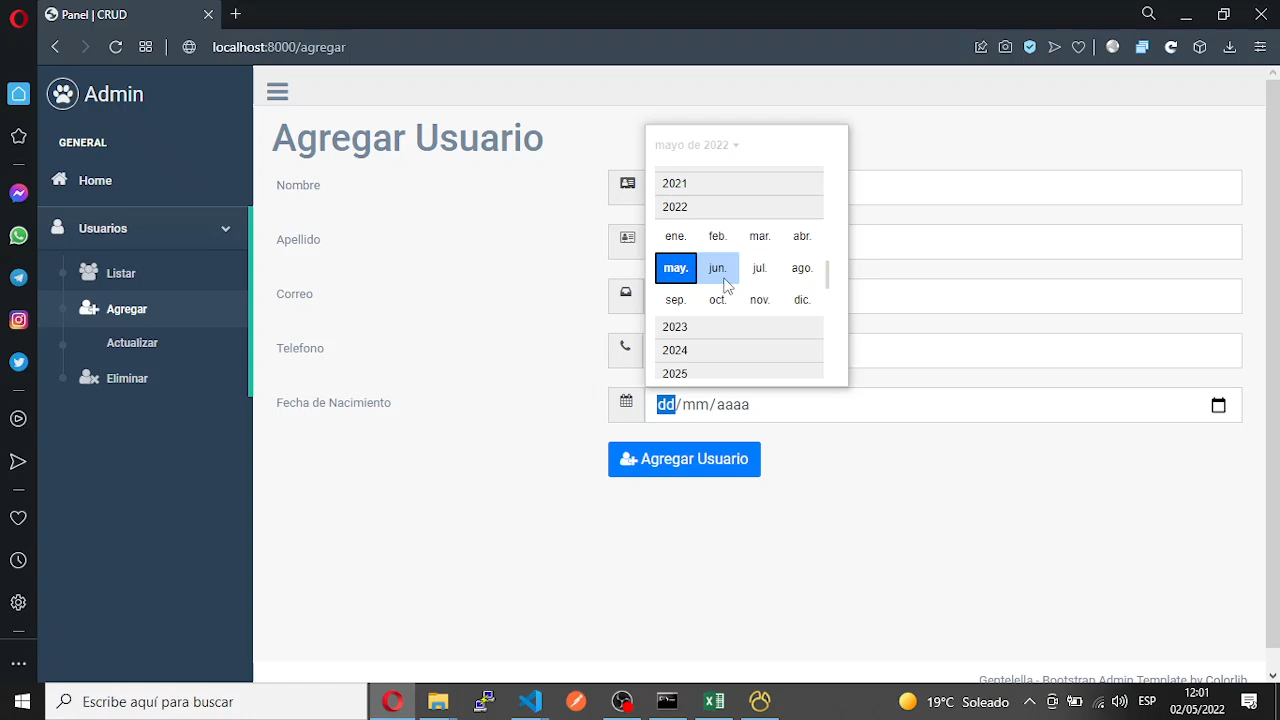 Panel | CRUD
localhost:8000/agregar
Admin
GENERAL
Home
Usuarios
Listar
Agregar
Actualizar
Eliminar
Agregar Usuario
Nombre
Apellido
Correo
Telefono
Fecha de Nacimiento
mayo de 2022
2021
2022
ene. feb. mar. abr.
may. jun. jul. ago.
sep. oct. nov. dic.
2023
2024
2025
dd/mm/aaaa
Agregar Usuario
Gentelella - Bootstrap Admin Template by Colorlib
Escribe aquí para buscar
19°C Soleado
ESP
12:01
02/05/2022